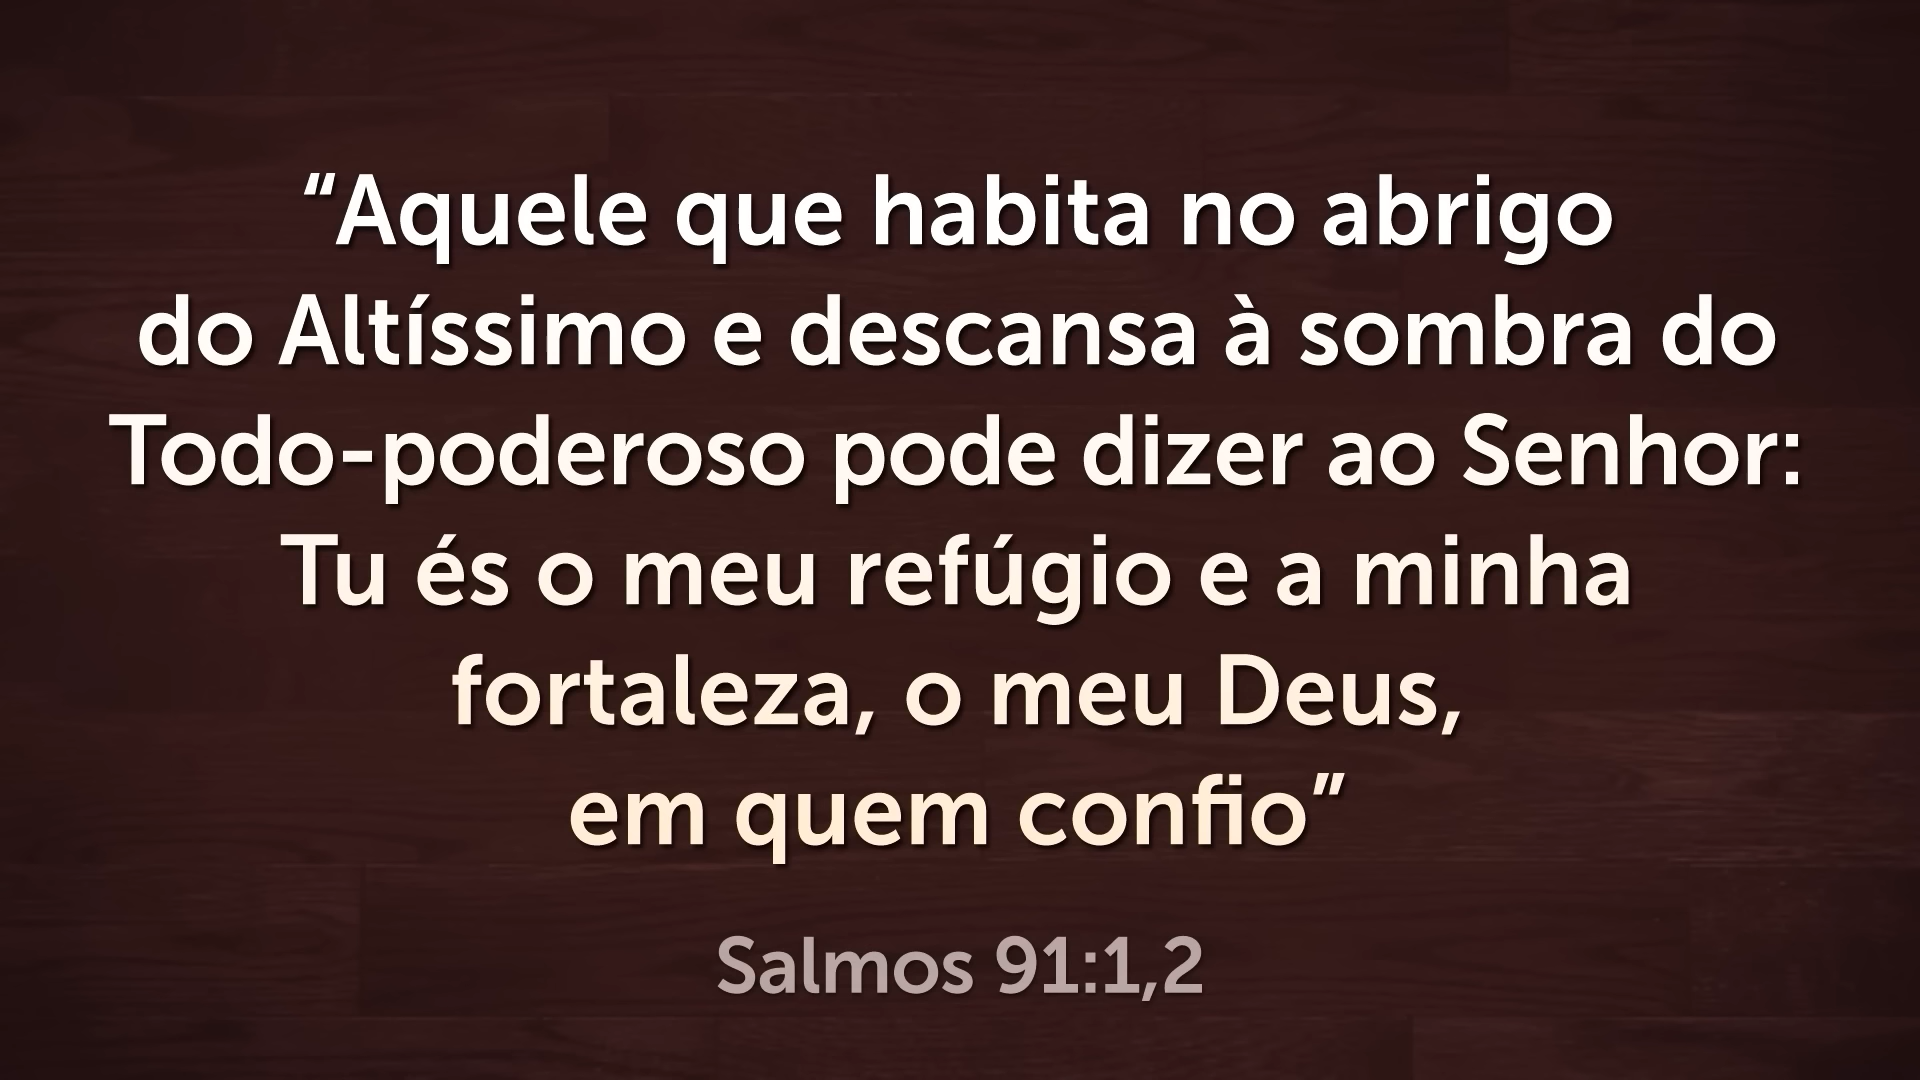 “Aquele que habita no abrigo
do Altíssimo e descansa à sombra do
Todo-poderoso pode dizer ao Senhor:
Tu és o meu refúgio e a minha
fortaleza, o meu Deus,
em quem confio”
Salmos 91:1,2